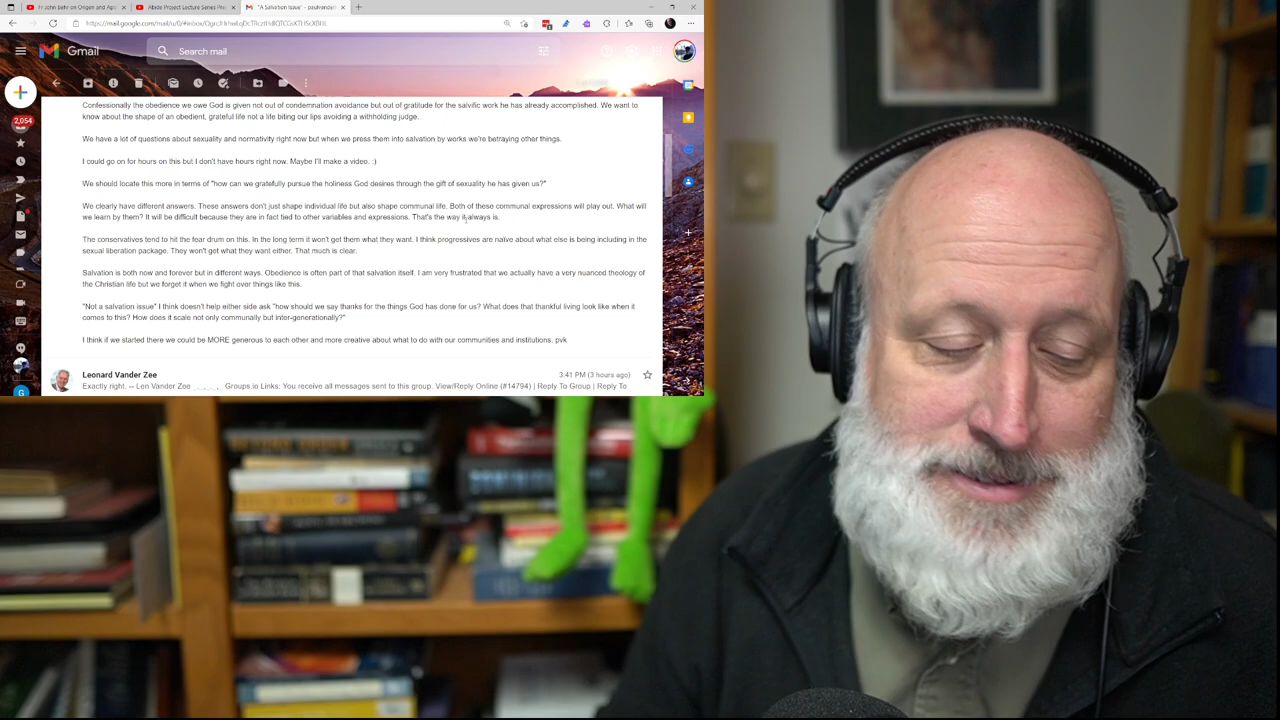 Fr John Behr on Origen and Apo
Abide Project Lecture Series Pre
"A Salvation Issue" - paulvander
Gmail
Search mail
2,054
Confessionally the obedience we owe God is given not out of condemnation avoidance but out of gratitude for the salvific work he has already accomplished. We want to
know about the shape of an obedient, grateful life not a life biting our lips avoiding a withholding judge.
We have a lot of questions about sexuality and normativity right now but when we press them into salvation by works we're betraying other things.
I could go on for hours on this but I don't have hours right now. Maybe I'll make a video. :)
We should locate this more in terms of "how can we gratefully pursue the holiness God desires through the gift of sexuality he has given us?"
We clearly have different answers. These answers don't just shape individual life but also shape communal life. Both of these communal expressions will play out. What will
we learn by them? It will be difficult because they are in fact tied to other variables and expressions. That's the way it always is.
The conservatives tend to hit the fear drum on this. In the long term it won't get them what they want. I think progressives are naïve about what else is being including in the
sexual liberation package. They won't get what they want either. That much is clear.
Salvation is both now and forever but in different ways. Obedience is often part of that salvation itself. I am very frustrated that we actually have a very nuanced theology of
the Christian life but we forget it when we fight over things like this.
"Not a salvation issue" I think doesn't help either side ask "how should we say thanks for the things God has done for us? What does that thankful living look like when it
comes to this? How does it scale not only communally but inter-generationally?"
I think if we started there we could be MORE generous to each other and more creative about what to do with our communities and institutions. pvk
Leonard Vander Zee
3:41 PM (3 hours ago)
Exactly right. -- Len Vander Zee _._,_._,_ Groups.io Links: You receive all messages sent to this group. View/Reply Online (#14794) | Reply To Group | Reply To